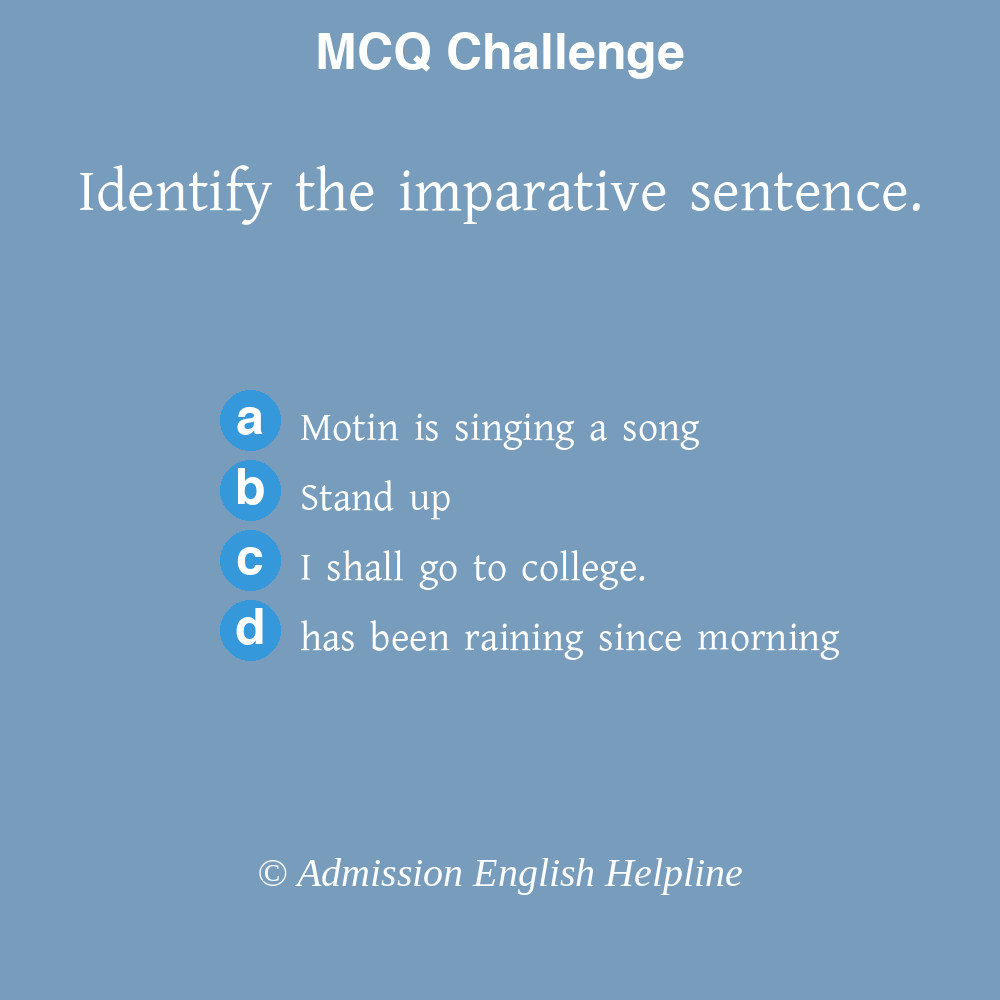 MCQ Challenge
Identify the imparative sentence.
a Motin is singing a song
b Stand up
c I shall go to college.
d has been raining since morning
© Admission English Helpline